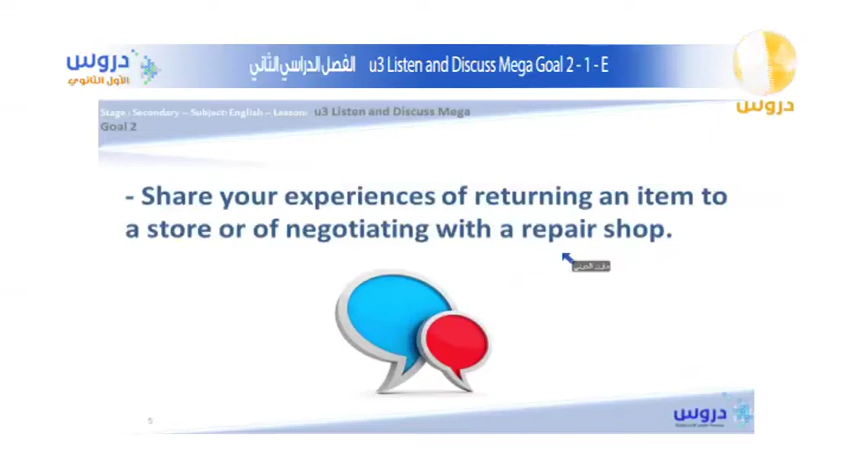 دروس
الأول الثانوي
u3 Listen and Discuss Mega Goal 2 - 1 - E الفصل الدراسي الثاني
دروس
Stage : Secondary – Subject: English – Lesson: u3 Listen and Discuss Mega
Goal 2
- Share your experiences of returning an item to
a store or of negotiating with a repair shop.
5
دروس